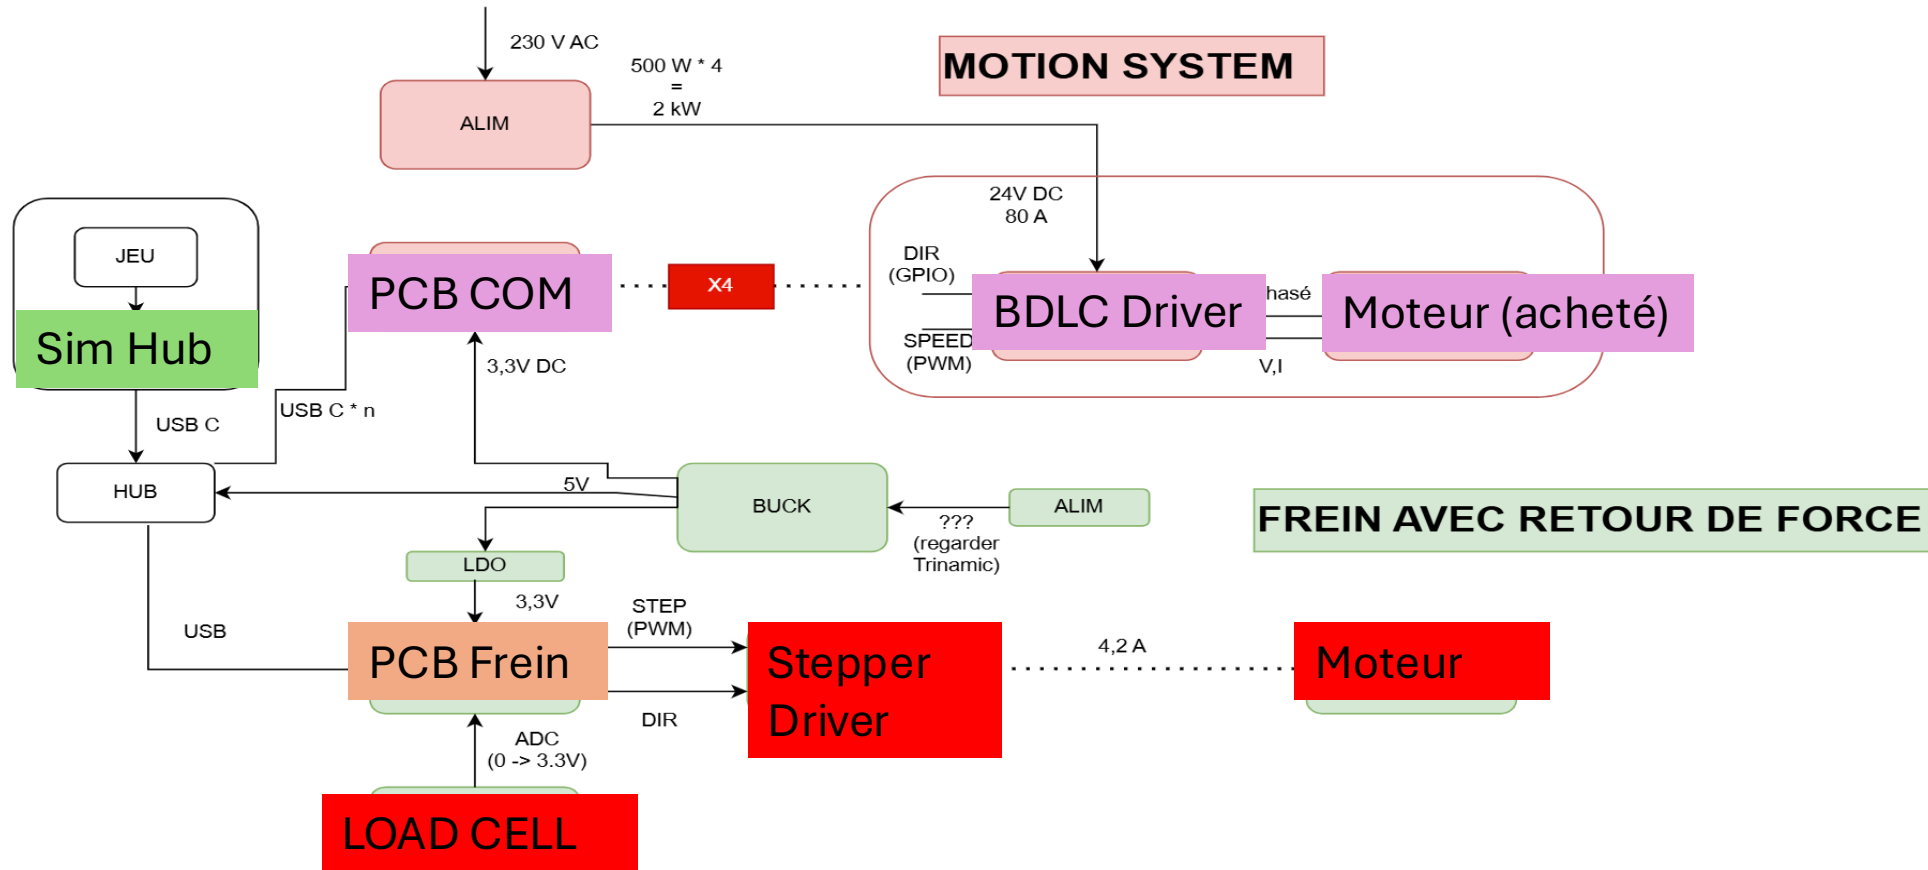 230 V AC
500 W * 4
=
2 kW
MOTION SYSTEM
ALIM
24V DC
80 A
JEU
Sim Hub
PCB COM
X4
DIR
(GPIO)
SPEED
(PWM)
BDLC Driver
hasé
V,I
Moteur (acheté)
3,3V DC
USB C
USB C * n
HUB
5V
BUCK
ALIM
???
(regarder
Trinamic)
FREIN AVEC RETOUR DE FORCE
LDO
3,3V
USB
PCB Frein
STEP
(PWM)
DIR
Stepper
Driver
4,2 A
Moteur
ADC
(0 -> 3.3V)
LOAD CELL